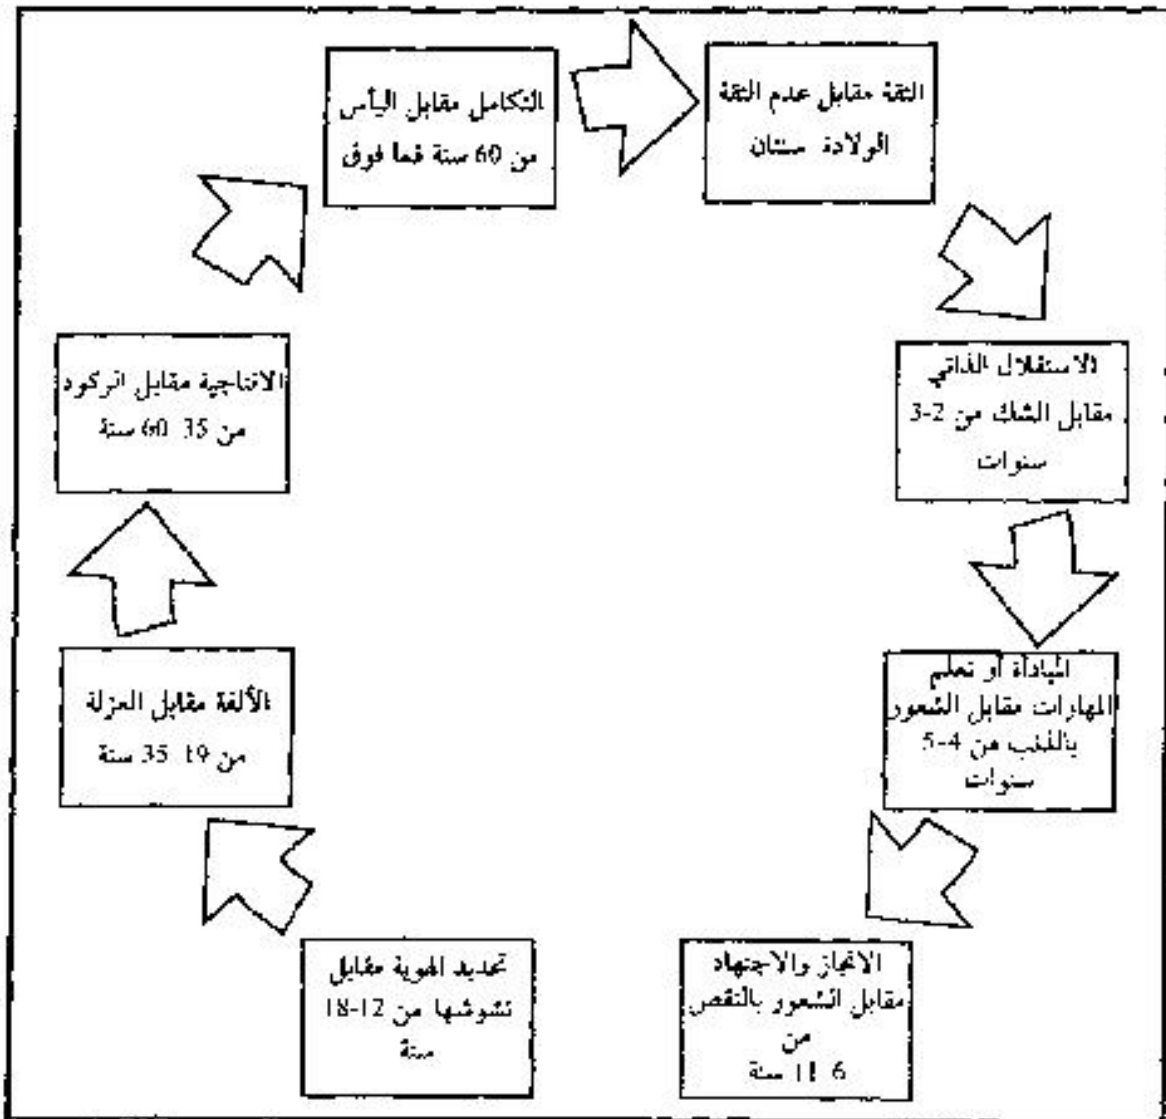 الثقة مقابل عدم الثقة
الولادة سنتان
الاستقلال الذاتي
مقابل الشك من 2-3
سنوات
المبادأة أو تعلم
المهارات مقابل الشعور
بالذنب من 4-5
سنوات
الانجاز والاجتهاد
مقابل الشعور بالنقص
من
6 11 سنة
تحديد الهوية مقابل
تشوشها من 12-18
سنة
الألفة مقابل العزلة
من 19 35 سنة
الانتاجية مقابل الركود
من 35 60 سنة
التكامل مقابل اليأس
من 60 سنة فما فوق